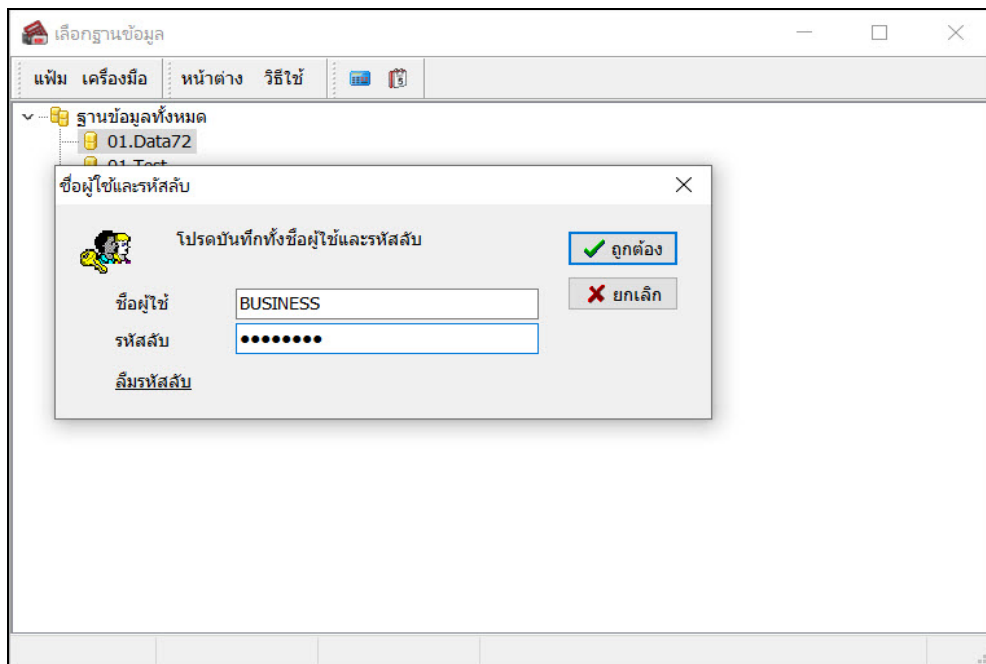 เลือกฐานข้อมูล
แฟ้ม เครื่องมือ หน้าต่าง วิธีใช้ 5
ฐานข้อมูลทั้งหมด
01.Data72
01.Test
ชื่อผู้ใช้และรหัสลับ
โปรดบันทึกทั้งชื่อผู้ใช้และรหัสลับ
ถูกต้อง
ยกเลิก
ชื่อผู้ใช้ BUSINESS
รหัสลับ ••••••••
ลืมรหัสลับ